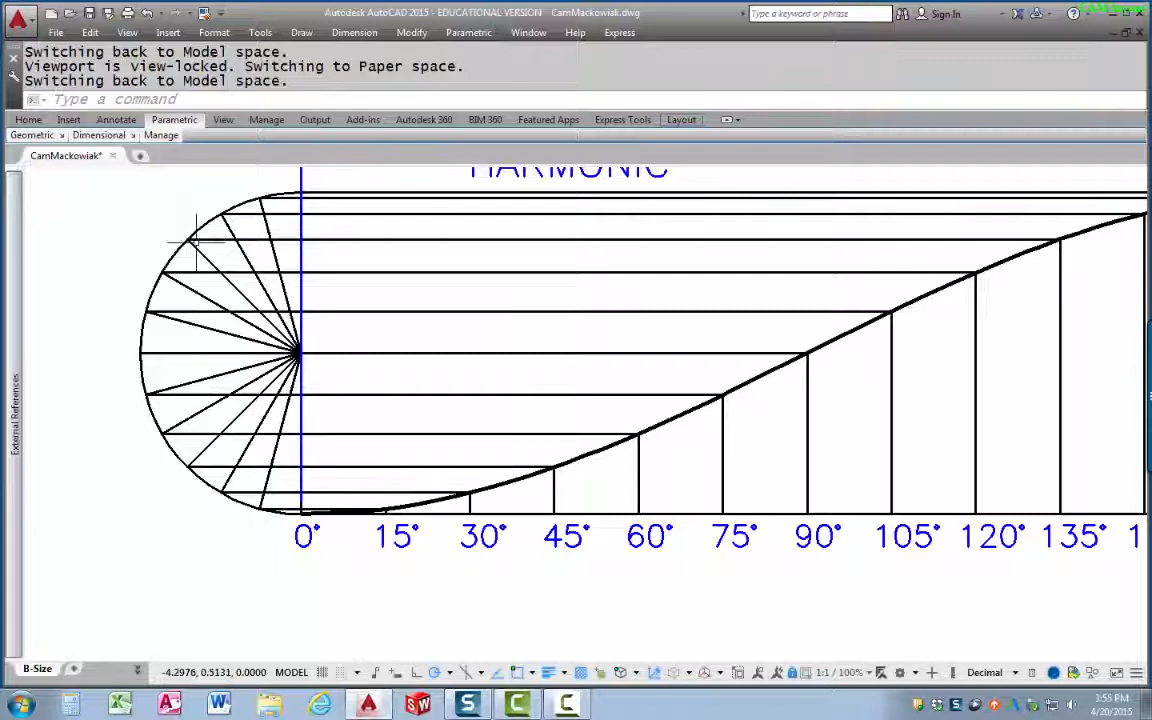 Autodesk AutoCAD 2015 - EDUCATIONAL VERSION CamMackowiak.dwg
Type a keyword or phrase
Sign In
File Edit View Insert Format Tools Draw Dimension Modify Parametric Window Help Express
Switching back to Model space.
Viewport is view-locked. Switching to Paper space.
Switching back to Model space.
Type a command
Home Insert Annotate Parametric View Manage Output Add-ins Autodesk 360 BIM 360 Featured Apps Express Tools Layout
Geometric » Dimensional » Manage
CamMackowiak*
HARMONIC
External References
0° 15° 30° 45° 60° 75° 90° 105° 120° 135° 1
B-Size
-4.2976, 0.5131, 0.0000 MODEL
1:1 / 100%
Decimal
3:55 PM
4/20/2015